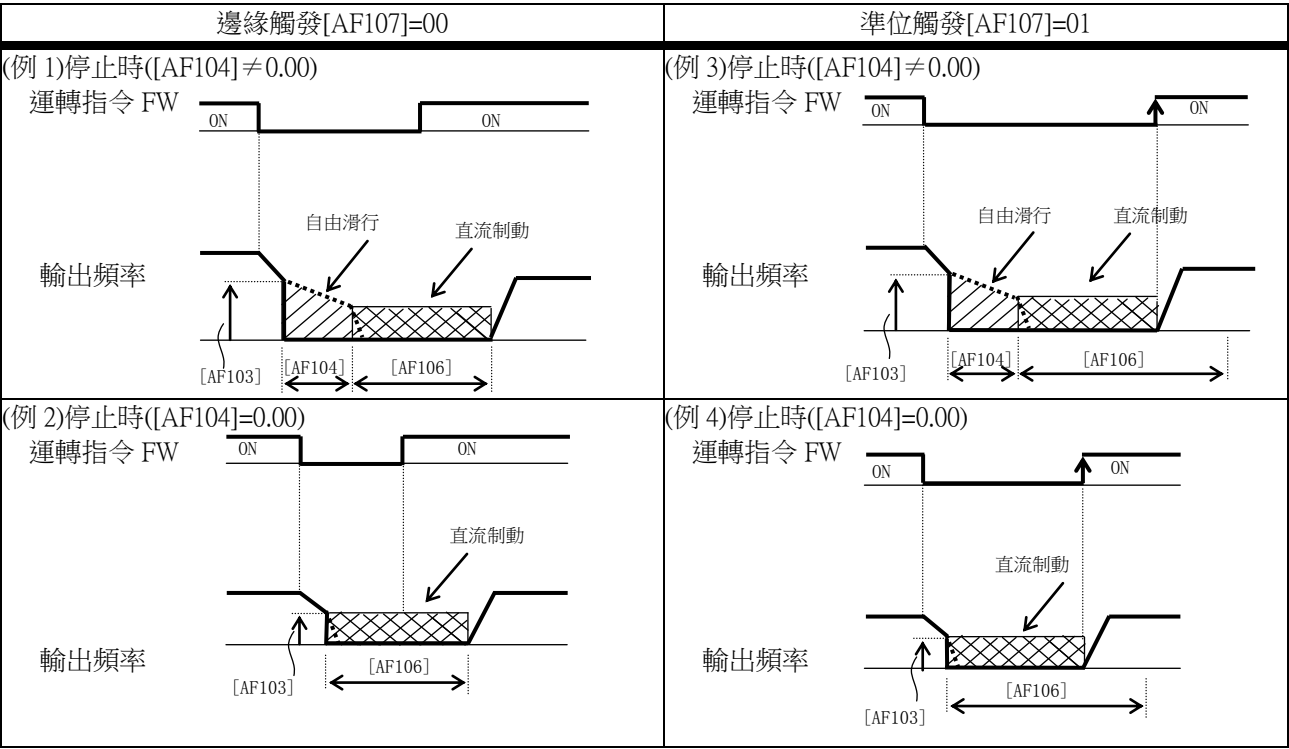 邊緣觸發[AF107]=00
準位觸發[AF107]=01
(例 1)停止時([AF104]≠0.00)
運轉指令 FW
ON
ON
自由滑行
直流制動
輸出頻率
[AF103]
[AF104]
[AF106]
(例 3)停止時([AF104]≠0.00)
運轉指令 FW
ON
ON
自由滑行
直流制動
輸出頻率
[AF103]
[AF104]
[AF106]
(例 2)停止時([AF104]=0.00)
運轉指令 FW
ON
ON
直流制動
輸出頻率
[AF103]
[AF106]
(例 4)停止時([AF104]=0.00)
運轉指令 FW
ON
ON
直流制動
輸出頻率
[AF103]
[AF106]